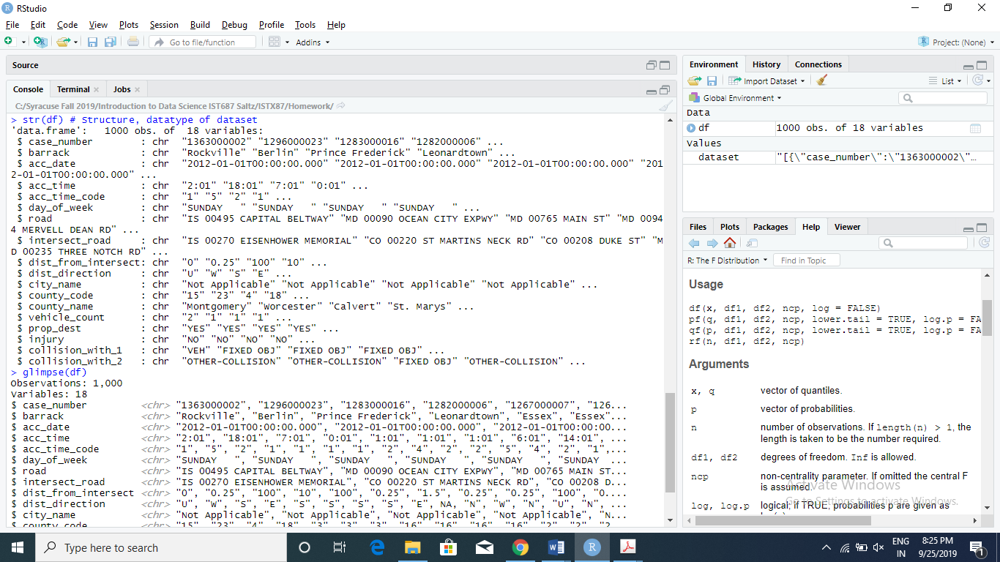 RStudio
File Edit Code View Plots Session Build Debug Profile Tools Help
Go to file/function Addins Project: (None)
Source
Console Terminal Jobs
C:/Syracuse Fall 2019/Introduction to Data Science IST687 Saltz/ISTX87/Homework/
> str(df) # Structure, datatype of dataset
'data.frame': 1000 obs. of 18 variables:
$ case_number : chr "1363000002" "1296000023" "1283000016" "1282000006" ...
$ barrack : chr "Rockville" "Berlin" "Prince Frederick" "Leonardtown" ...
$ acc_date : chr "2012-01-01T00:00:00.000" "2012-01-01T00:00:00.000" "2012-01-01T00:00:00.000" "201
2-01-01T00:00:00.000" ...
$ acc_time : chr "2:01" "18:01" "7:01" "0:01" ...
$ acc_time_code : chr "1" "5" "2" "1" ...
$ day_of_week : chr "SUNDAY " "SUNDAY " "SUNDAY " "SUNDAY " ...
$ road : chr "IS 00495 CAPITAL BELTWAY" "MD 00090 OCEAN CITY EXPWY" "MD 00765 MAIN ST" "MD 0094
4 MERVELL DEAN RD" ...
$ intersect_road : chr "IS 00270 EISENHOWER MEMORIAL" "CO 00220 ST MARTINS NECK RD" "CO 00208 DUKE ST" "M
D 00235 THREE NOTCH RD" ...
$ dist_from_intersect: chr "0" "0.25" "100" "10" ...
$ dist_direction : chr "U" "W" "S" "E" ...
$ city_name : chr "Not Applicable" "Not Applicable" "Not Applicable" "Not Applicable" ...
$ county_code : chr "15" "23" "4" "18" ...
$ county_name : chr "Montgomery" "Worcester" "Calvert" "St. Marys" ...
$ vehicle_count : chr "2" "1" "1" "1" ...
$ prop_dest : chr "YES" "YES" "YES" "YES" ...
$ injury : chr "NO" "NO" "NO" "NO" ...
$ collision_with_1 : chr "VEH" "FIXED OBJ" "FIXED OBJ" "FIXED OBJ" ...
$ collision_with_2 : chr "OTHER-COLLISION" "OTHER-COLLISION" "FIXED OBJ" "OTHER-COLLISION" ...
> glimpse(df)
Observations: 1,000
Variables: 18
$ case_number <chr> "1363000002", "1296000023", "1283000016", "1282000006", "1267000007", "126...
$ barrack <chr> "Rockville", "Berlin", "Prince Frederick", "Leonardtown", "Essex", "Essex"...
$ acc_date <chr> "2012-01-01T00:00:00.000", "2012-01-01T00:00:00.000", "2012-01-01T00:00:00...
$ acc_time <chr> "2:01", "18:01", "7:01", "0:01", "1:01", "1:01", "1:01", "6:01", "14:01", ...
$ acc_time_code <chr> "1", "5", "2", "1", "1", "1", "1", "2", "4", "2", "2", "5", "4", "2", "1",...
$ day_of_week <chr> "SUNDAY ", "SUNDAY ", "SUNDAY ", "SUNDAY ", "SUNDAY ", "SUNDAY ...
$ road <chr> "IS 00495 CAPITAL BELTWAY", "MD 00090 OCEAN CITY EXPWY", "MD 00765 MAIN ST...
$ intersect_road <chr> "IS 00270 EISENHOWER MEMORIAL", "CO 00220 ST MARTINS NECK RD", "CO 00208 D...
$ dist_from_intersect <chr> "0", "0.25", "100", "10", "100", "0.25", "1.5", "0.25", "0.25", "100", "0....
$ dist_direction <chr> "U", "W", "S", "E", "S", "S", "S", "S", "E", NA, "N", "W", "N", "U", "N", ...
$ city_name <chr> "Not Applicable", "Not Applicable", "Not Applicable", "Not Applicable", "N...
$ county_code <chr> "15", "23", "4", "18", "3", "3", "3", "16", "16", "16", "16", "2", "2", "2
Environment History Connections
Import Dataset List
Global Environment
Data
df 1000 obs. of 18 variables
Values
dataset "[{\"case_number\":\"1363000002\"...
Files Plots Packages Help Viewer
R: The F Distribution Find in Topic
Usage
df(x, df1, df2, ncp, log = FALSE)
pf(q, df1, df2, ncp, lower.tail = TRUE, log.p = FA
qf(p, df1, df2, ncp, lower.tail = TRUE, log.p = FA
rf(n, df1, df2, ncp)
Arguments
x, q vector of quantiles.
p vector of probabilities.
n number of observations. If length(n) > 1, the
length is taken to be the number required.
df1, df2 degrees of freedom. Inf is allowed.
ncp non-centrality parameter. If omitted the central F
is assumed.
log, log.p logical; if TRUE, probabilities p are given as
Activate Windows
Go to Settings to activate Windows.
Type here to search
ENG
IN
8:25 PM
9/25/2019
1